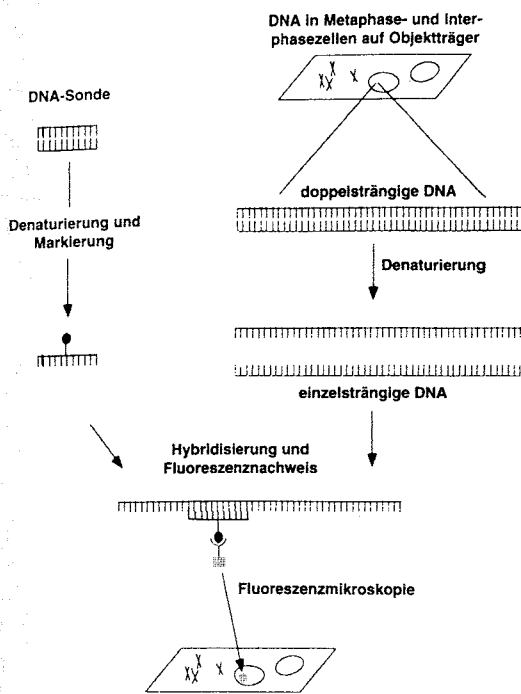 DNA in Metaphase- und Inter-
phasezellen auf Objektträger
DNA-Sonde
doppelsträngige DNA
Denaturierung und
Markierung
Denaturierung
einzelsträngige DNA
Hybridisierung und
Fluoreszenznachweis
Fluoreszenzmikroskopie